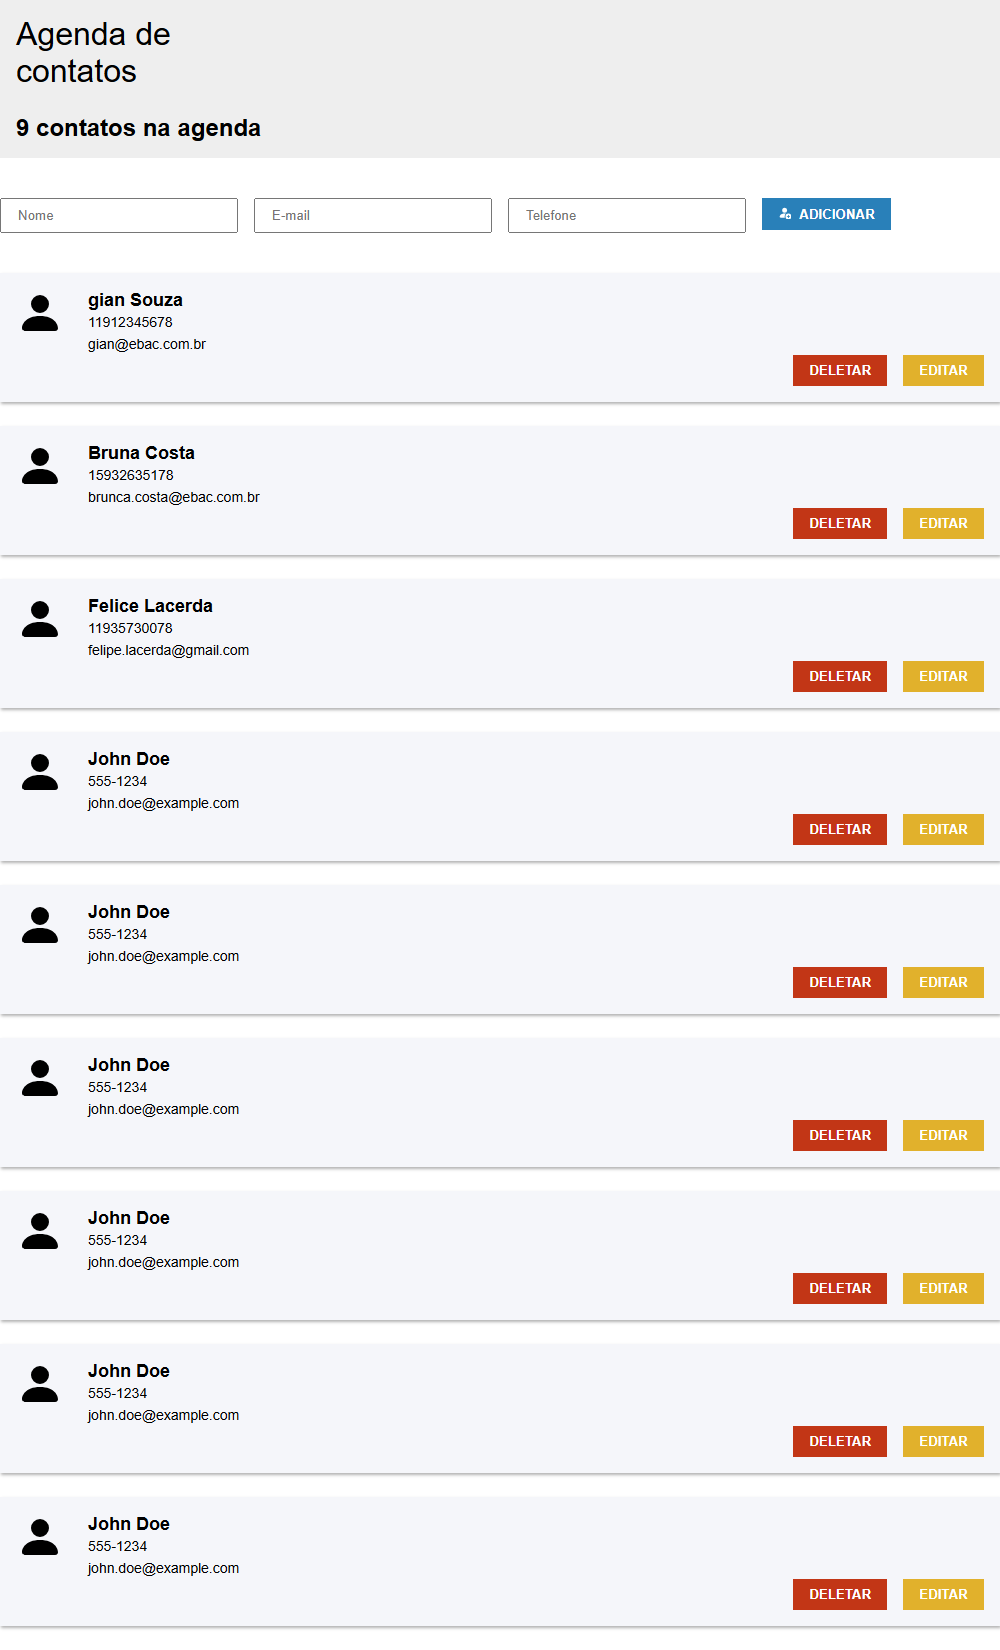 Agenda de
contatos
9 contatos na agenda
Nome E-mail Telefone ADICIONAR
gian Souza
11912345678
gian@ebac.com.br
DELETAR EDITAR
Bruna Costa
15932635178
brunca.costa@ebac.com.br
DELETAR EDITAR
Felice Lacerda
11935730078
felipe.lacerda@gmail.com
DELETAR EDITAR
John Doe
555-1234
john.doe@example.com
DELETAR EDITAR
John Doe
555-1234
john.doe@example.com
DELETAR EDITAR
John Doe
555-1234
john.doe@example.com
DELETAR EDITAR
John Doe
555-1234
john.doe@example.com
DELETAR EDITAR
John Doe
555-1234
john.doe@example.com
DELETAR EDITAR
John Doe
555-1234
john.doe@example.com
DELETAR EDITAR